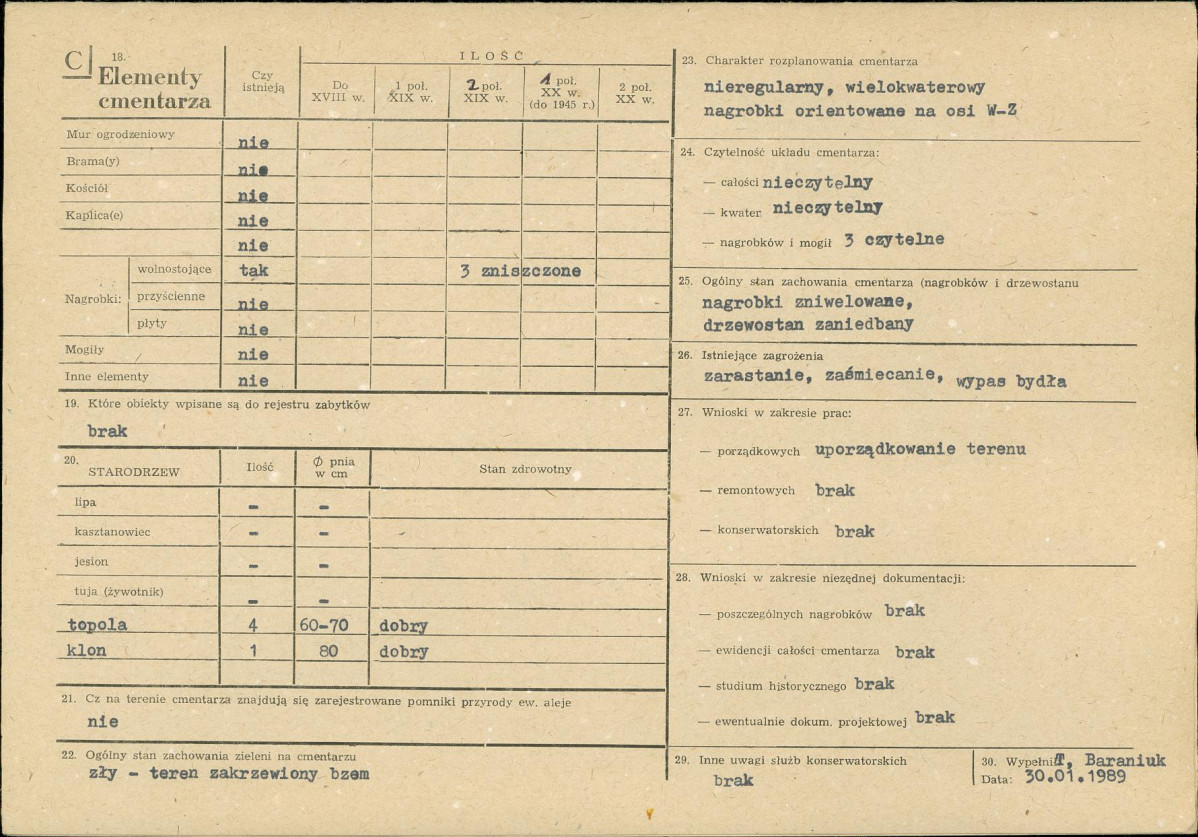 C 18. Elementy cmentarza
Czy istnieją
ILOŚĆ
Do XVIII w.
1 poł. XIX w.
2 poł. XIX w.
1 poł. XX w. (do 1945 r.)
2 poł. XX w.
Mur ogrodzeniowy nie
Brama(y) nie
Kościół nie
Kaplica(e) nie
nie
Nagrobki: wolnostojące tak 3 zniszczone
przyścienne nie
płyty nie
Mogiły nie
Inne elementy nie
19. Które obiekty wpisane są do rejestru zabytków
brak
20. STARODRZEW Ilość Ø pnia w cm Stan zdrowotny
lipa - -
kasztanowiec - -
jesion - -
tuja (żywotnik) - -
topola 4 60-70 dobry
klon 1 80 dobry
21. Cz na terenie cmentarza znajdują się zarejestrowane pomniki przyrody ew. aleje
nie
22. Ogólny stan zachowania zieleni na cmentarzu
zły - teren zakrzewiony bzem
23. Charakter rozplanowania cmentarza
nieregularny, wielokwaterowy
nagrobki orientowane na osi W-Z
24. Czytelność układu cmentarza:
— całości nieczytelny
— kwater nieczytelny
— nagrobków i mogił 3 czytelne
25. Ogólny stan zachowania cmentarza (nagrobków i drzewostanu
nagrobki zniwelowane,
drzewostan zaniedbany
26. Istniejące zagrożenia
zarastanie, zaśmiecanie, wypas bydła
27. Wnioski w zakresie prac:
— porządkowych uporządkowanie terenu
— remontowych brak
— konserwatorskich brak
28. Wnioski w zakresie niezędnej dokumentacji:
— poszczególnych nagrobków brak
— ewidencji całości cmentarza brak
— studium historycznego brak
— ewentualnie dokum. projektowej brak
29. Inne uwagi służb konserwatorskich
brak
30. Wypełnił T, Baraniuk
Data: 30.01.1989